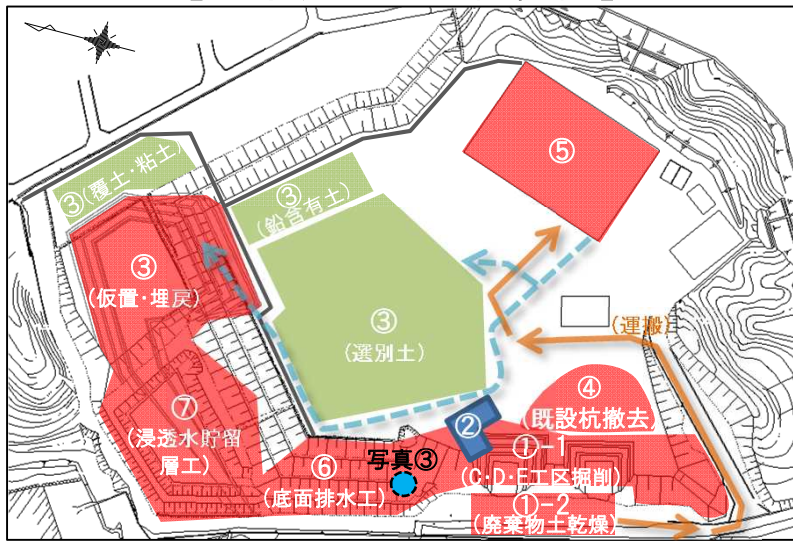 ⑤
③(覆土・粘土)
③
(鉛含有土)
③
(仮置・埋戻)
③
(選別土)
(運搬)
④
(既設杭撤去)
②
⑦
(浸透水貯留
層工)
①-1
(C・D・E工区掘削)
⑥
(底面排水工)
写真③
①-2
(廃棄物土乾燥)